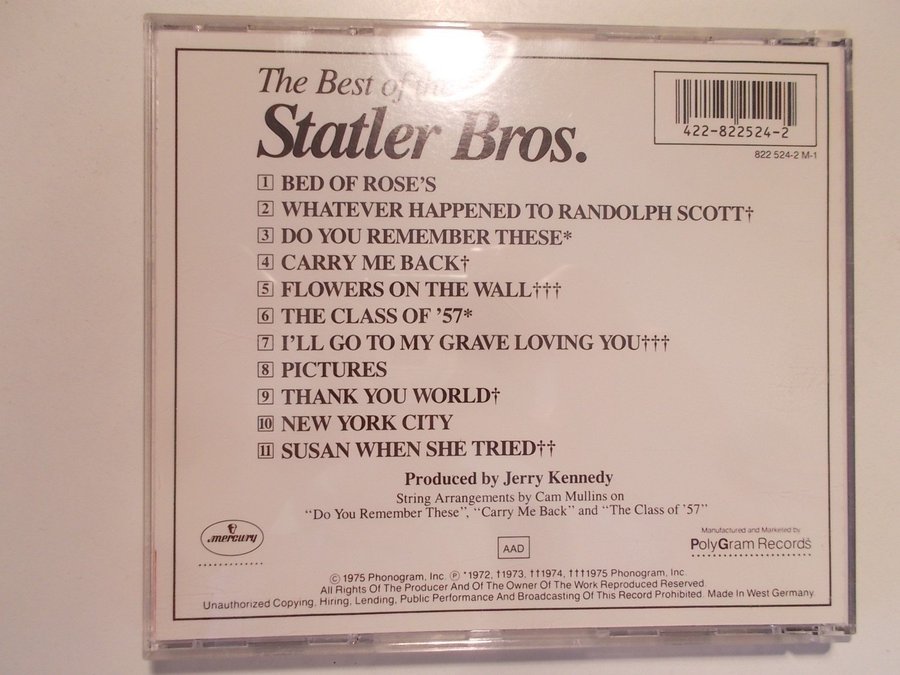 The Best of the
Statler Bros.
422-822524-2
822 524-2 M-1
1 BED OF ROSE'S
2 WHATEVER HAPPENED TO RANDOLPH SCOTT†
3 DO YOU REMEMBER THESE*
4 CARRY ME BACK†
5 FLOWERS ON THE WALL†††
6 THE CLASS OF '57*
7 I'LL GO TO MY GRAVE LOVING YOU†††
8 PICTURES
9 THANK YOU WORLD†
10 NEW YORK CITY
11 SUSAN WHEN SHE TRIED††
Produced by Jerry Kennedy
String Arrangements by Cam Mullins on
"Do You Remember These", "Carry Me Back" and "The Class of '57"
mercury
AAD
Manufactured and Marketed by
PolyGram Records
© 1975 Phonogram, Inc. ℗ *1972, †1973, ††1974, †††1975 Phonogram, Inc.
All Rights Of The Producer And Of The Owner Of The Work Reproduced Reserved.
Unauthorized Copying, Hiring, Lending, Public Performance And Broadcasting Of This Record Prohibited. Made In West Germany.